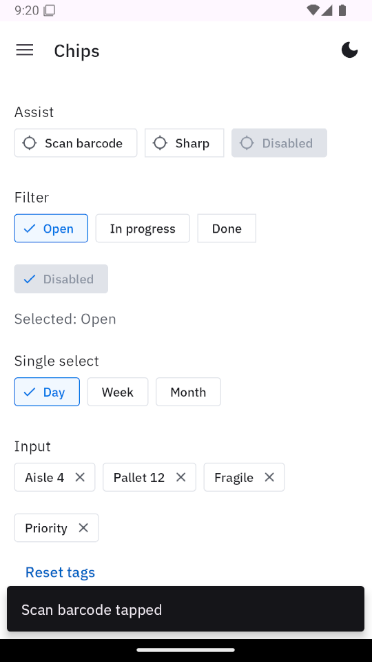 9:20
Chips
Assist
Scan barcode Sharp Disabled
Filter
Open In progress Done
Disabled
Selected: Open
Single select
Day Week Month
Input
Aisle 4 Pallet 12 Fragile
Priority
Reset tags
Scan barcode tapped